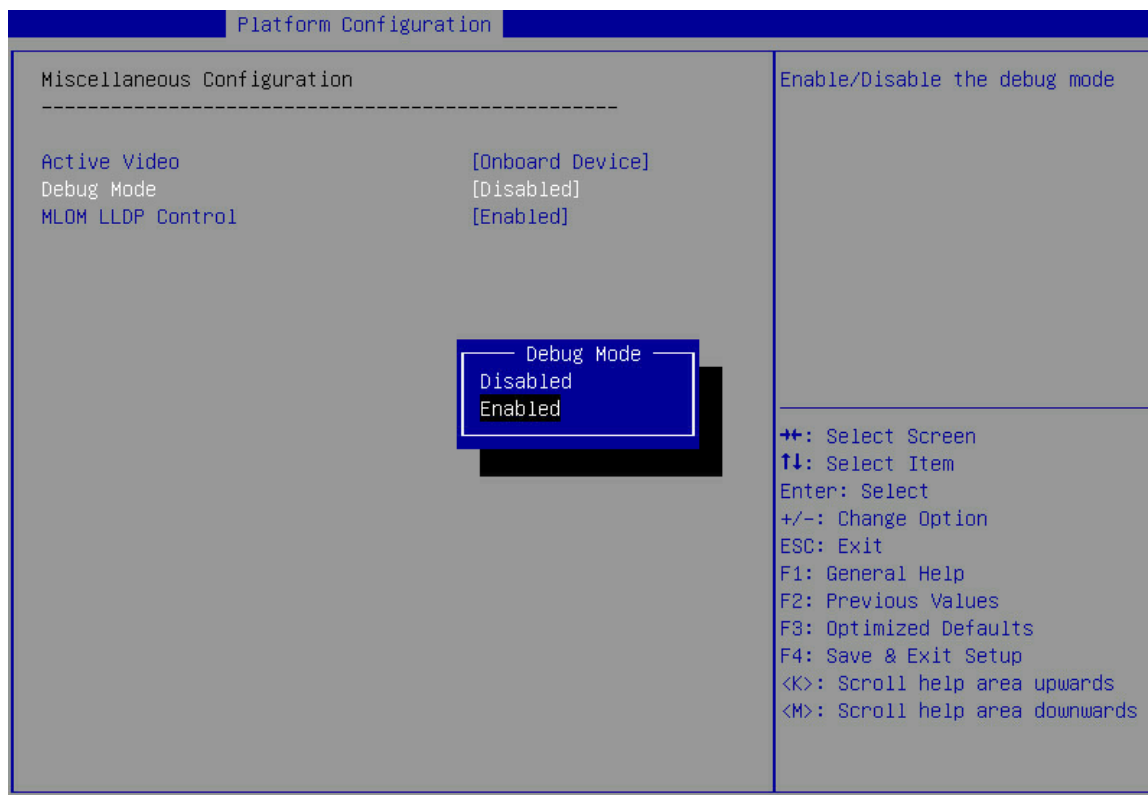 Platform Configuration
Miscellaneous Configuration
--------------------------------------------------
Active Video [Onboard Device]
Debug Mode [Disabled]
MLOM LLDP Control [Enabled]
Debug Mode
Disabled
Enabled
Enable/Disable the debug mode
→←: Select Screen
↑↓: Select Item
Enter: Select
+/-: Change Option
ESC: Exit
F1: General Help
F2: Previous Values
F3: Optimized Defaults
F4: Save & Exit Setup
<K>: Scroll help area upwards
<M>: Scroll help area downwards